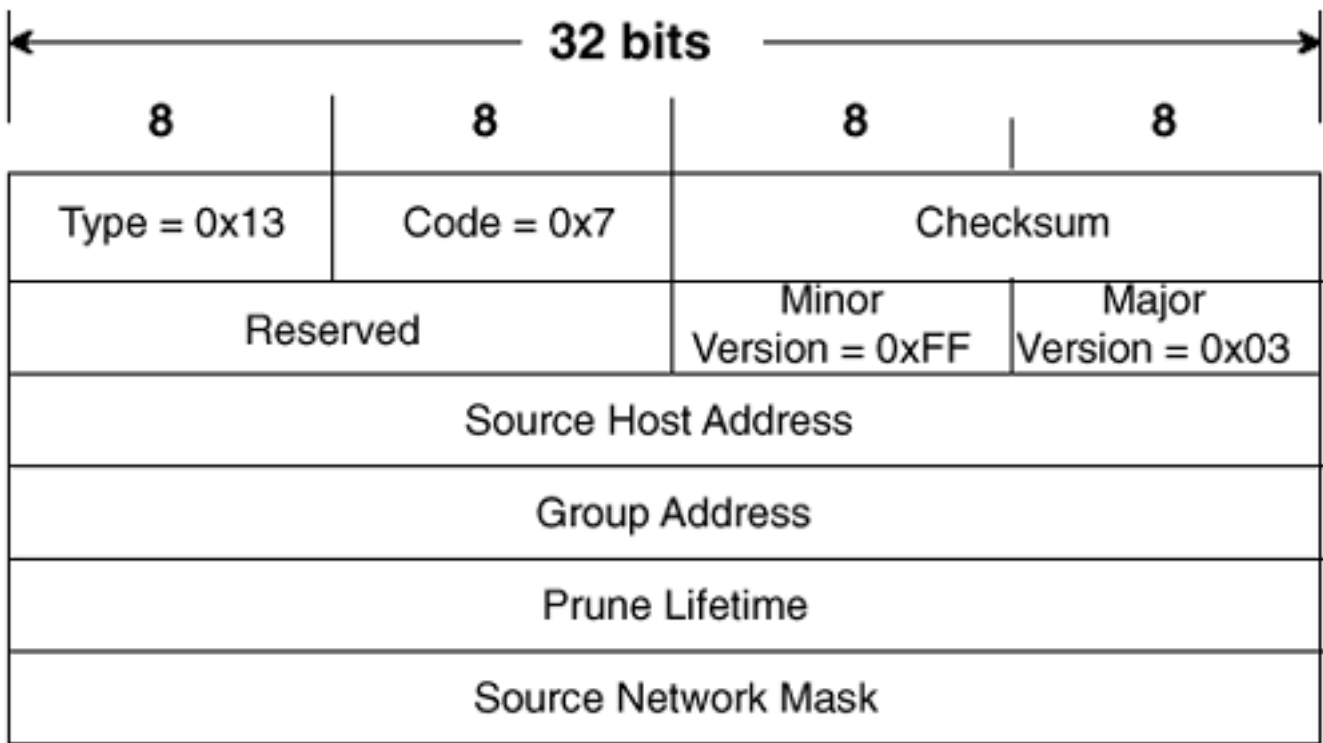 32 bits
8 8 8 8
Type = 0x13 Code = 0x7 Checksum
Reserved Minor Version = 0xFF Major Version = 0x03
Source Host Address
Group Address
Prune Lifetime
Source Network Mask